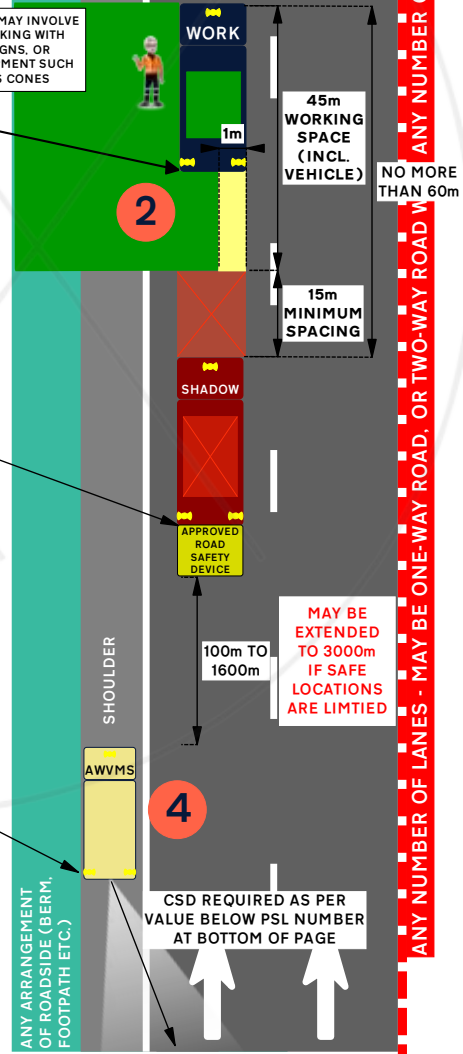 MAY INVOLVE
KING WITH
GNS, OR
MENT SUCH
S CONES
WORK
1m
45m
WORKING
SPACE
(INCL.
VEHICLE)
NO MORE
THAN 60m
2
15m
MINIMUM
SPACING
SHADOW
APPROVED
ROAD
SAFETY
DEVICE
100m TO
1600m
MAY BE
EXTENDED
TO 3000m
IF SAFE
LOCATIONS
ARE LIMTIED
SHOULDER
AWVMS
4
CSD REQUIRED AS PER
VALUE BELOW PSL NUMBER
AT BOTTOM OF PAGE
ANY ARRANGEMENT
OF ROADSIDE (BERM,
FOOTPATH ETC.)
ANY NUMBER OF LANES - MAY BE ONE-WAY ROAD, OR TWO-WAY ROAD W ANY NUMBER